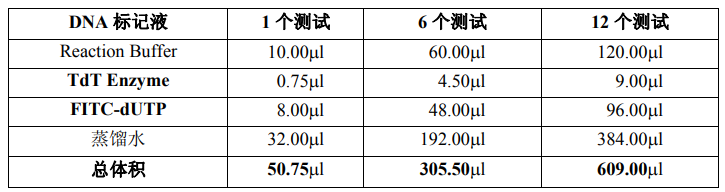 DNA 标记液 1 个测试 6 个测试 12 个测试
Reaction Buffer 10.00μl 60.00μl 120.00μl
TdT Enzyme 0.75μl 4.50μl 9.00μl
FITC-dUTP 8.00μl 48.00μl 96.00μl
蒸馏水 32.00μl 192.00μl 384.00μl
总体积 50.75μl 305.50μl 609.00μl